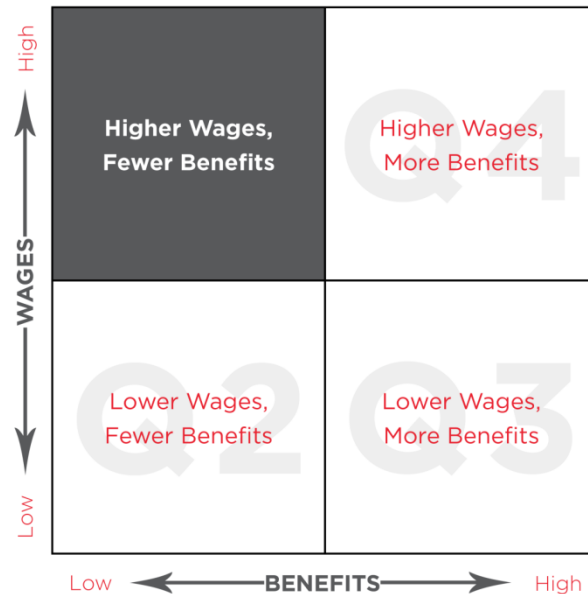 High
WAGES
Low
Higher Wages,
Fewer Benefits
Q4
Higher Wages,
More Benefits
Q2
Lower Wages,
Fewer Benefits
Q3
Lower Wages,
More Benefits
Low
BENEFITS
High